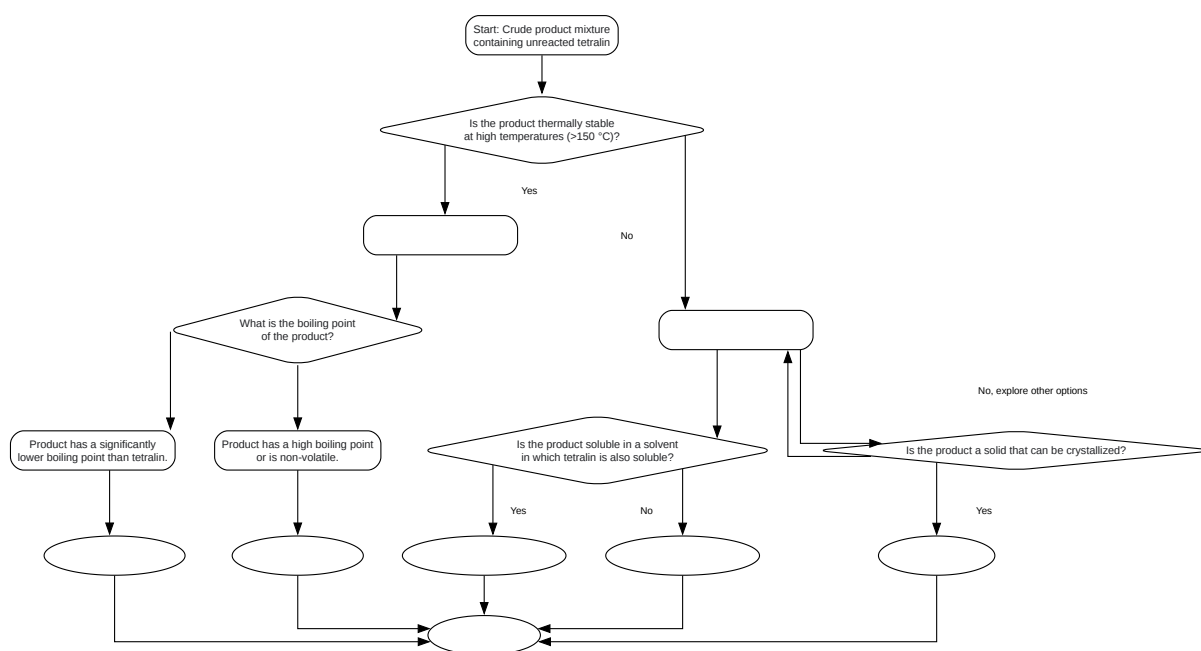 Start: Crude product mixture
containing unreacted tetralin
Is the product thermally stable
at high temperatures (>150 °C)?
Yes
No
What is the boiling point
of the product?
No, explore other options
Product has a significantly
lower boiling point than tetralin.
Product has a high boiling point
or is non-volatile.
Is the product soluble in a solvent
in which tetralin is also soluble?
Is the product a solid that can be crystallized?
Yes
No
Yes